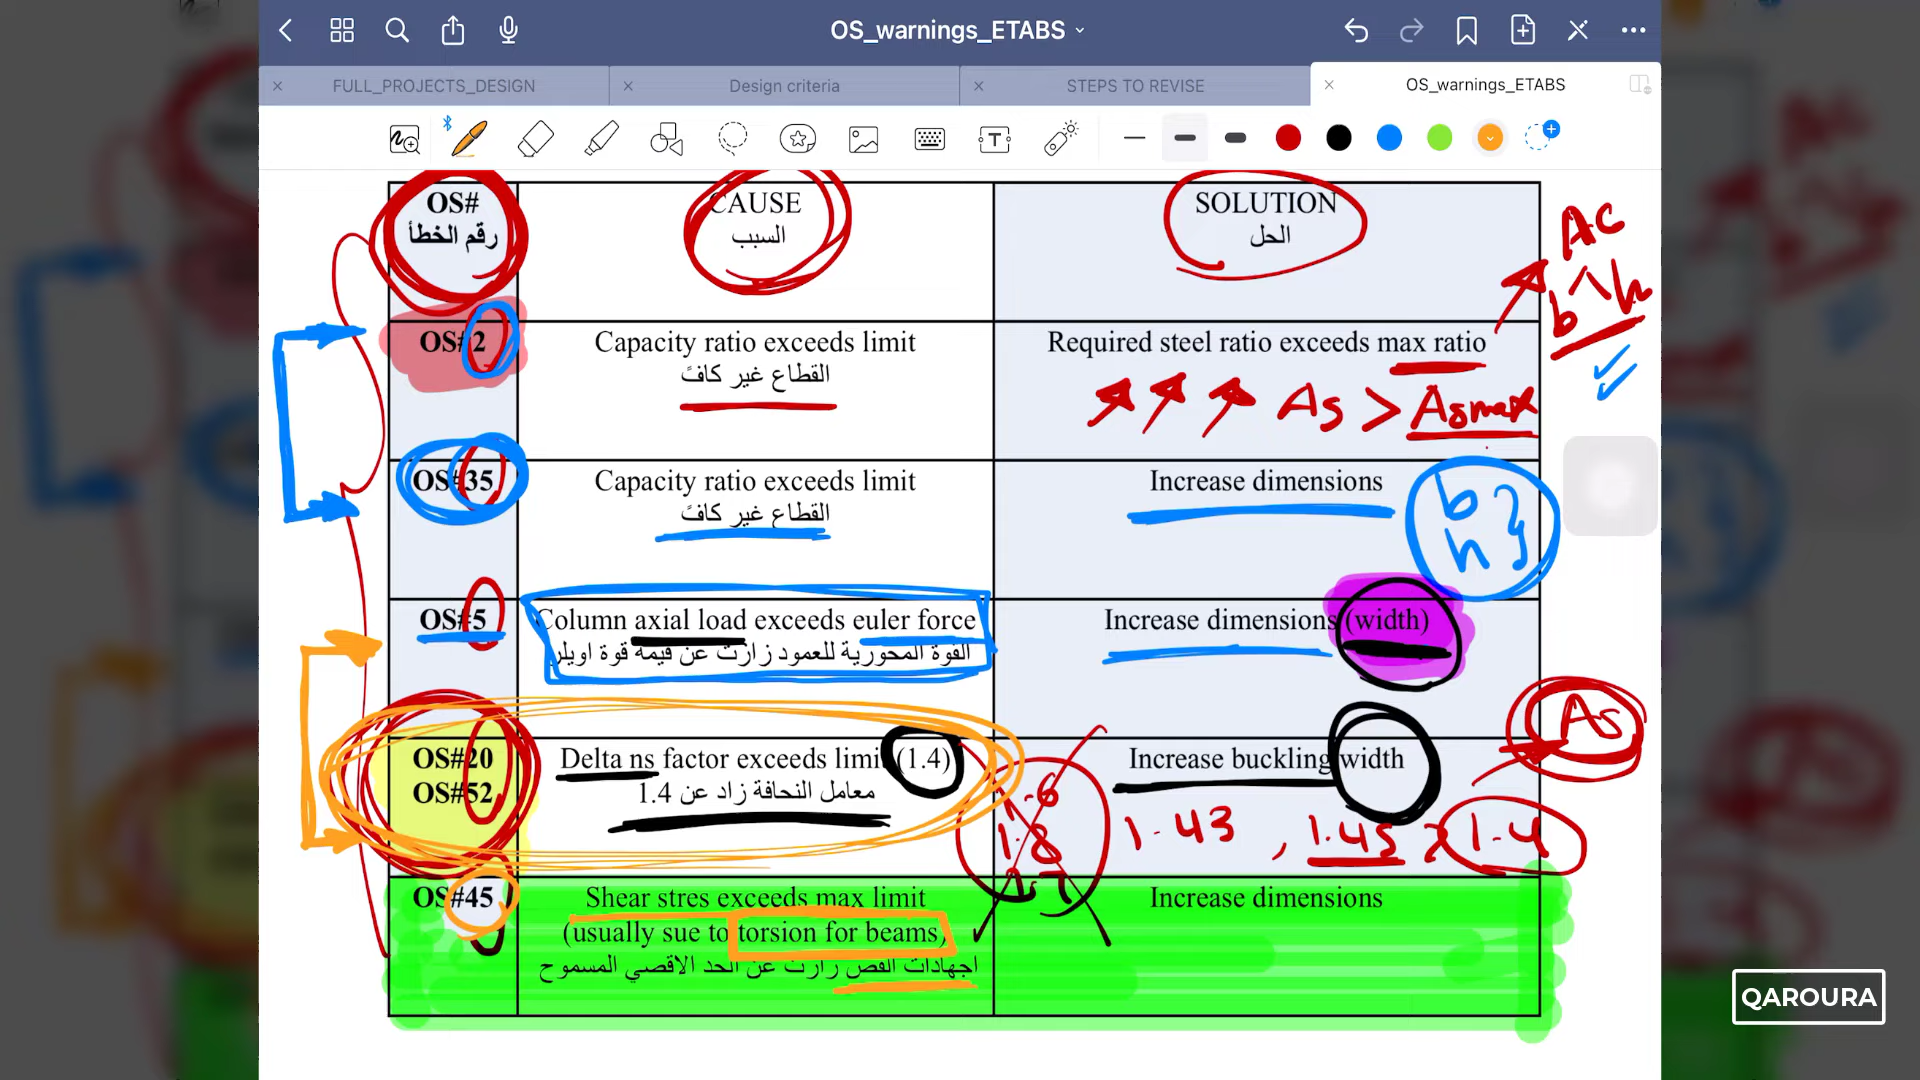 OS_warnings_ETABS
FULL_PROJECTS_DESIGN
Design criteria
STEPS TO REVISE
OS_warnings_ETABS
OS#
رقم الخطأ
CAUSE
السبب
SOLUTION
الحل
Ac
b h
OS#2
Capacity ratio exceeds limit
القطاع غير كافً
Required steel ratio exceeds max ratio
As > Asmax
OS#35
Capacity ratio exceeds limit
القطاع غير كافً
Increase dimensions
b
h
OS#5
Column axial load exceeds euler force
القوة المحورية للعمود زارت عن قيمة قوة اويلر
Increase dimensions (width)
As
OS#20
OS#52
Delta ns factor exceeds limit (1.4)
معامل النحافة زاد عن 1.4
Increase buckling width
1.8
1.43 , 1.45 > 1.4
OS#45
Shear stres exceeds max limit
(usually sue to torsion for beams)
اجهادات القص زارت عن الحد الاقصي المسموح
Increase dimensions
QAROURA